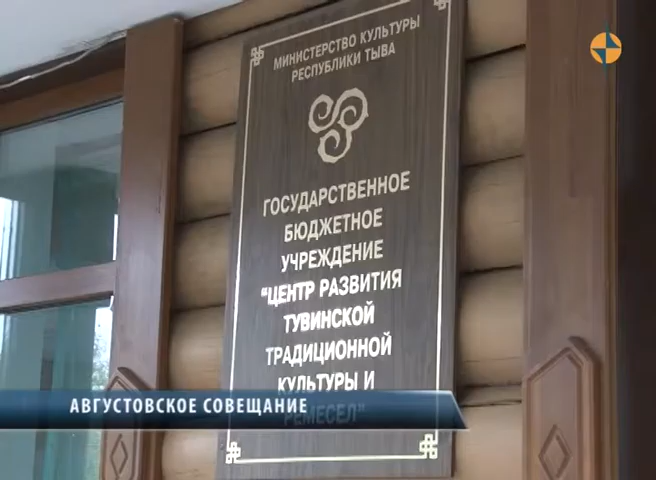 МИНИСТЕРСТВО КУЛЬТУРЫ
РЕСПУБЛИКИ ТЫВА
ГОСУДАРСТВЕННОЕ
БЮДЖЕТНОЕ
УЧРЕЖДЕНИЕ
"ЦЕНТР РАЗВИТИЯ
ТУВИНСКОЙ
ТРАДИЦИОННОЙ
КУЛЬТУРЫ И
РЕМЕСЕЛ"
АВГУСТОВСКОЕ СОВЕЩАНИЕ